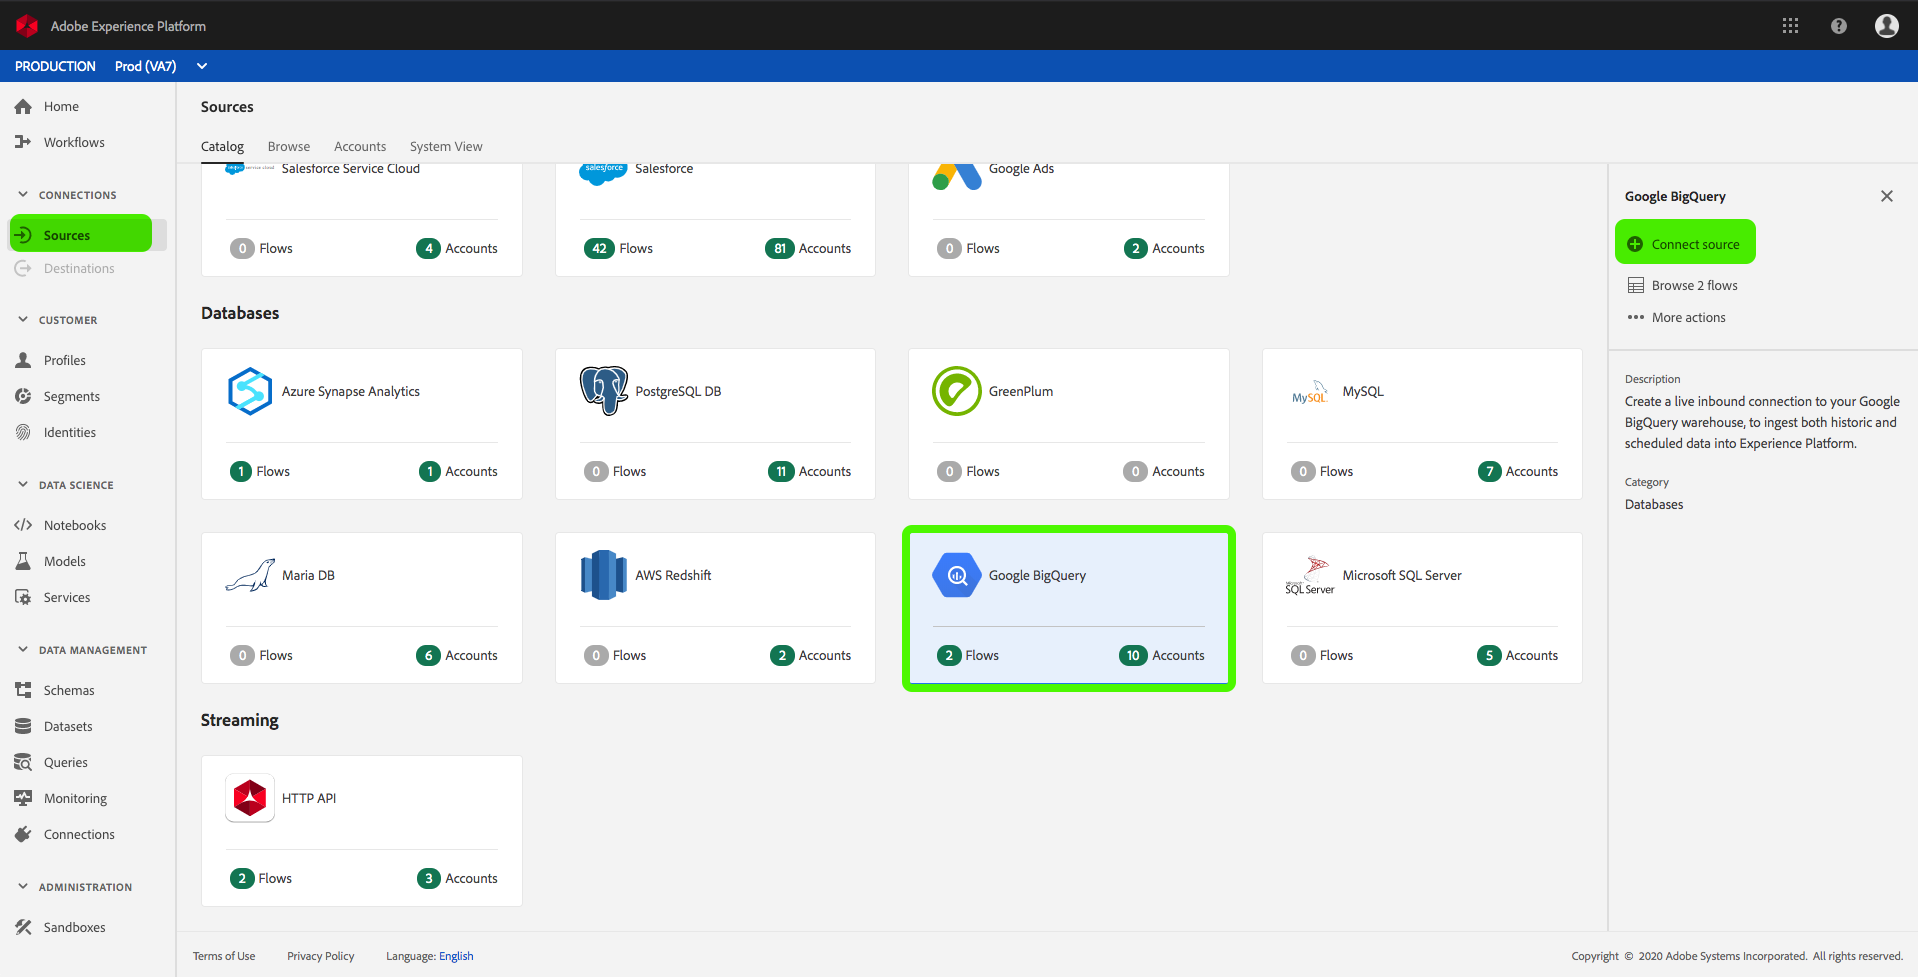 Adobe Experience Platform
PRODUCTION Prod (VA7)
Home
Workflows
CONNECTIONS
Sources
Destinations
CUSTOMER
Profiles
Segments
Identities
DATA SCIENCE
Notebooks
Models
Services
DATA MANAGEMENT
Schemas
Datasets
Queries
Monitoring
Connections
ADMINISTRATION
Sandboxes
Sources
Catalog Browse Accounts System View
service cloud Salesforce Service Cloud
0 Flows 4 Accounts
salesforce Salesforce
42 Flows 81 Accounts
Google Ads
0 Flows 2 Accounts
Databases
Azure Synapse Analytics
1 Flows 1 Accounts
PostgreSQL DB
0 Flows 11 Accounts
GreenPlum
0 Flows 0 Accounts
MySQL MySQL
0 Flows 7 Accounts
Maria DB
0 Flows 6 Accounts
AWS Redshift
0 Flows 2 Accounts
Google BigQuery
2 Flows 10 Accounts
Microsoft
SQL Server Microsoft SQL Server
0 Flows 5 Accounts
Streaming
HTTP API
2 Flows 3 Accounts
Google BigQuery
Connect source
Browse 2 flows
More actions
Description
Create a live inbound connection to your Google
BigQuery warehouse, to ingest both historic and
scheduled data into Experience Platform.
Category
Databases
Terms of Use Privacy Policy Language: English
Copyright © 2020 Adobe Systems Incorporated. All rights reserved.